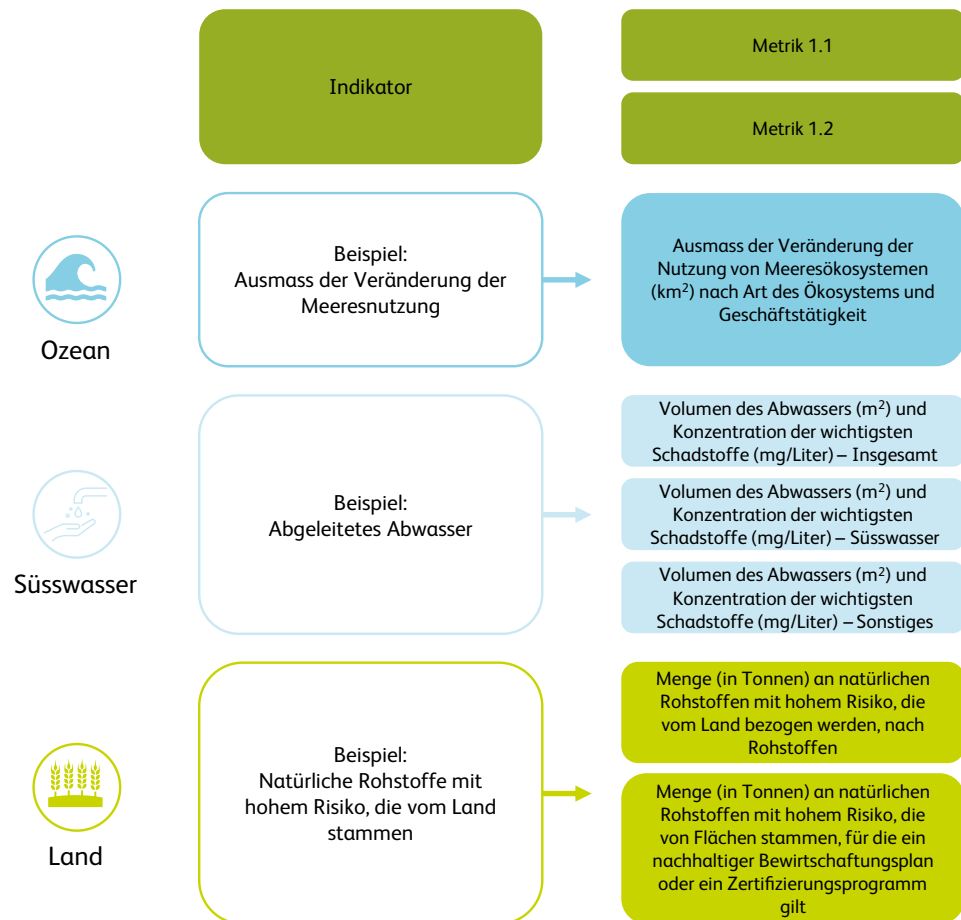 Indikator
Metrik 1.1
Metrik 1.2
Ozean
Beispiel:
Ausmass der Veränderung der
Meeresnutzung
Ausmass der Veränderung der
Nutzung von Meeresökosystemen
(km²) nach Art des Ökosystems und
Geschäftstätigkeit
Süsswasser
Beispiel:
Abgeleitetes Abwasser
Volumen des Abwassers (m²) und
Konzentration der wichtigsten
Schadstoffe (mg/Liter) – Insgesamt
Volumen des Abwassers (m²) und
Konzentration der wichtigsten
Schadstoffe (mg/Liter) – Süsswasser
Volumen des Abwassers (m²) und
Konzentration der wichtigsten
Schadstoffe (mg/Liter) – Sonstiges
Land
Beispiel:
Natürliche Rohstoffe mit
hohem Risiko, die vom Land
stammen
Menge (in Tonnen) an natürlichen
Rohstoffen mit hohem Risiko, die
vom Land bezogen werden, nach
Rohstoffen
Menge (in Tonnen) an natürlichen
Rohstoffen mit hohem Risiko, die
von Flächen stammen, für die ein
nachhaltiger Bewirtschaftungsplan
oder ein Zertifizierungsprogramm
gilt